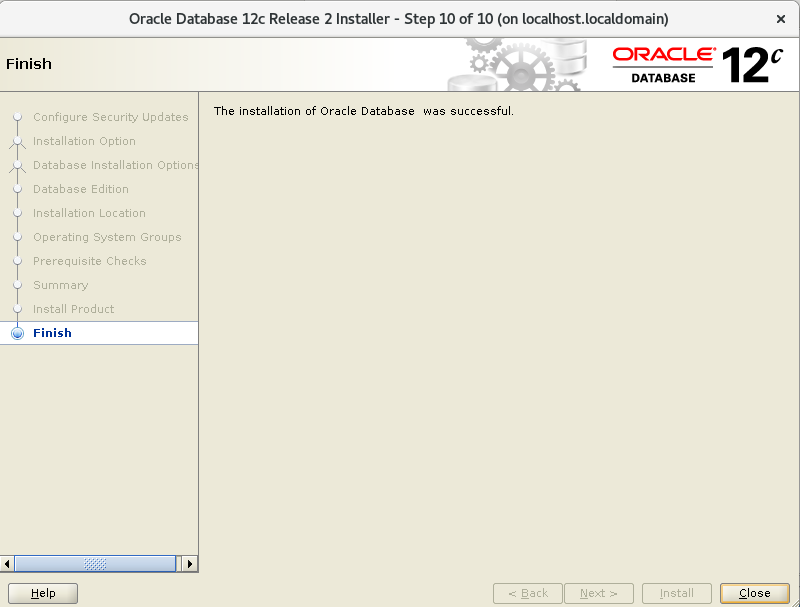 Oracle Database 12c Release 2 Installer - Step 10 of 10 (on localhost.localdomain)
Finish
ORACLE
DATABASE
12c
Configure Security Updates
Installation Option
Database Installation Options
Database Edition
Installation Location
Operating System Groups
Prerequisite Checks
Summary
Install Product
Finish
The installation of Oracle Database  was successful.
Help
< Back
Next >
Install
Close